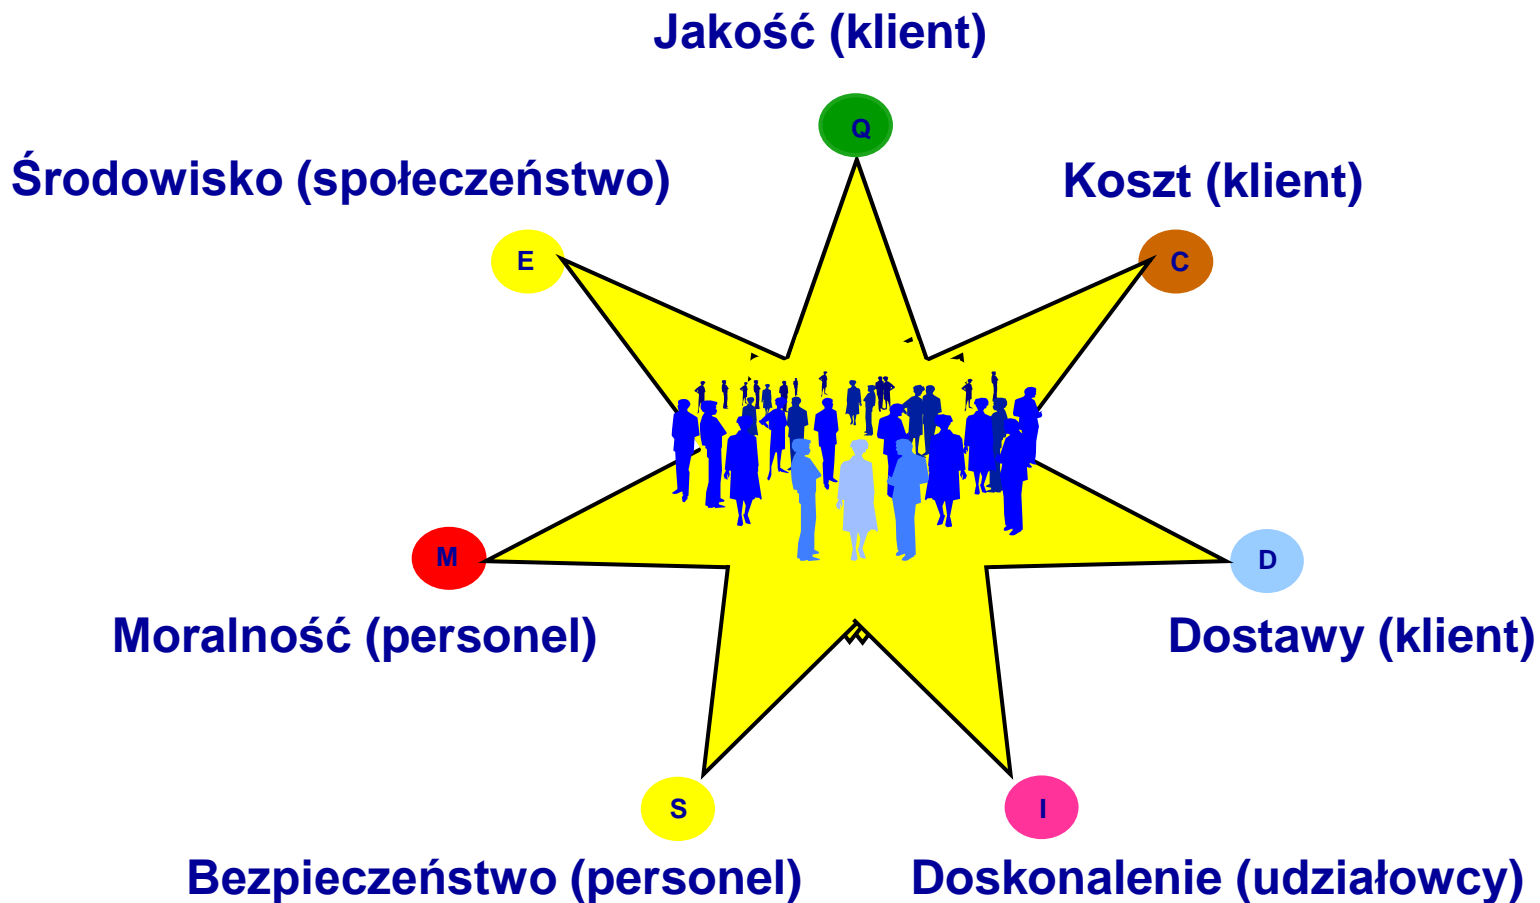 Jakość (klient)
Q
Środowisko (społeczeństwo)
Koszt (klient)
E
C
M
D
Moralność (personel)
Dostawy (klient)
S
I
Bezpieczeństwo (personel)
Doskonalenie (udziałowcy)